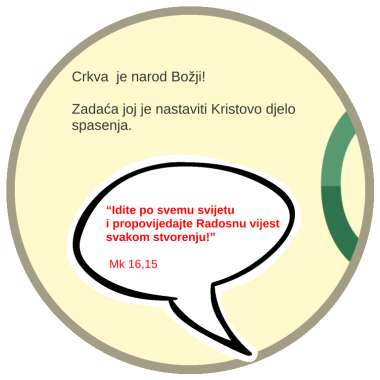 Crkva  je narod Božji!
Zadaća joj je nastaviti Kristovo djelo
spasenja.
“Idite po svemu svijetu
i propovijedajte Radosnu vijest
svakom stvorenju!”
Mk 16,15